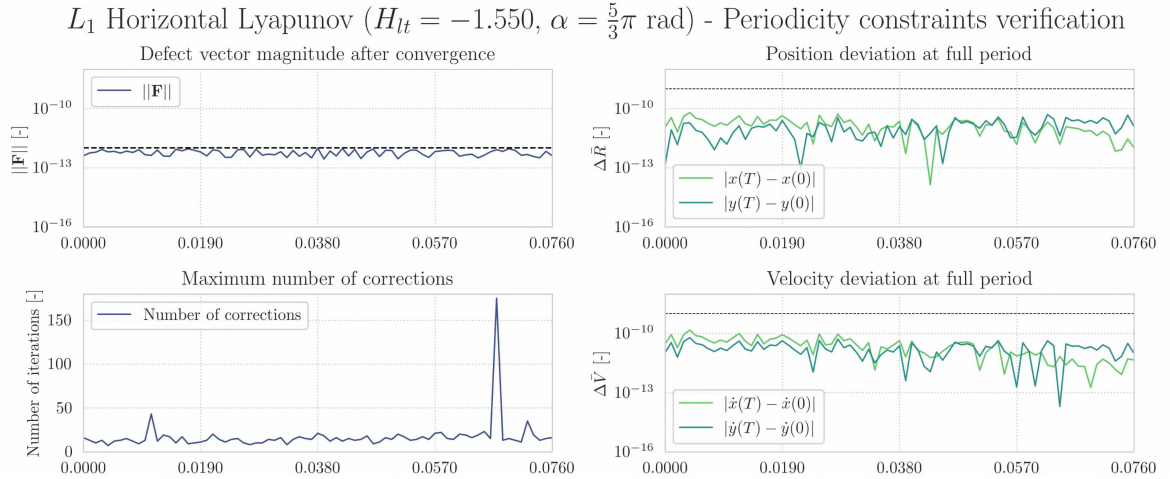 L₁ Horizontal Lyapunov (H_lt = −1.550, α = 5/3π rad) - Periodicity constraints verification
Defect vector magnitude after convergence
||F|| [-]
||F||
10⁻¹⁰
10⁻¹³
10⁻¹⁶
0.0000 0.0190 0.0380 0.0570 0.0760
Position deviation at full period
ΔR̄ [-]
10⁻¹⁰
10⁻¹³
|x(T) − x(0)|
|y(T) − y(0)|
10⁻¹⁶
0.0000 0.0190 0.0380 0.0570 0.0760
Maximum number of corrections
Number of iterations [-]
Number of corrections
150
100
50
0
0.0000 0.0190 0.0380 0.0570 0.0760
Velocity deviation at full period
ΔV̄ [-]
10⁻¹⁰
10⁻¹³
|ẋ(T) − ẋ(0)|
|ẏ(T) − ẏ(0)|
10⁻¹⁶
0.0000 0.0190 0.0380 0.0570 0.0760